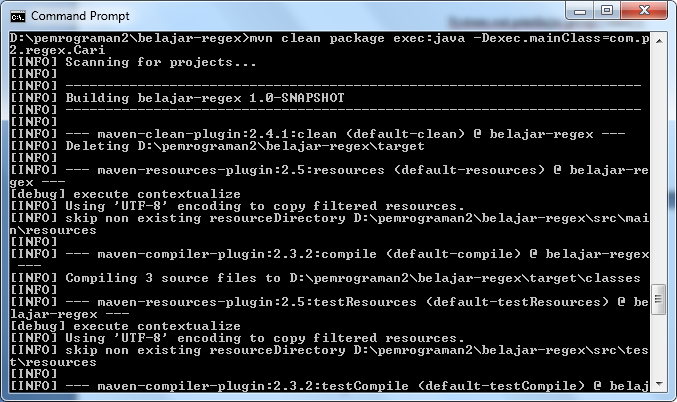 Command Prompt
D:\pemrograman2\belajar-regex>mvn clean package exec:java -Dexec.mainClass=com.p
2.regex.Cari
[INFO] Scanning for projects...
[INFO]
[INFO] ------------------------------------------------------------------------
[INFO] Building belajar-regex 1.0-SNAPSHOT
[INFO] ------------------------------------------------------------------------
[INFO]
[INFO] --- maven-clean-plugin:2.4.1:clean (default-clean) @ belajar-regex ---
[INFO] Deleting D:\pemrograman2\belajar-regex\target
[INFO]
[INFO] --- maven-resources-plugin:2.5:resources (default-resources) @ belajar-re
gex ---
[debug] execute contextualize
[INFO] Using 'UTF-8' encoding to copy filtered resources.
[INFO] skip non existing resourceDirectory D:\pemrograman2\belajar-regex\src\mai
n\resources
[INFO]
[INFO] --- maven-compiler-plugin:2.3.2:compile (default-compile) @ belajar-regex
 ---
[INFO] Compiling 3 source files to D:\pemrograman2\belajar-regex\target\classes
[INFO]
[INFO] --- maven-resources-plugin:2.5:testResources (default-testResources) @ be
lajar-regex ---
[debug] execute contextualize
[INFO] Using 'UTF-8' encoding to copy filtered resources.
[INFO] skip non existing resourceDirectory D:\pemrograman2\belajar-regex\src\tes
t\resources
[INFO]
[INFO] --- maven-compiler-plugin:2.3.2:testCompile (default-testCompile) @ belaj